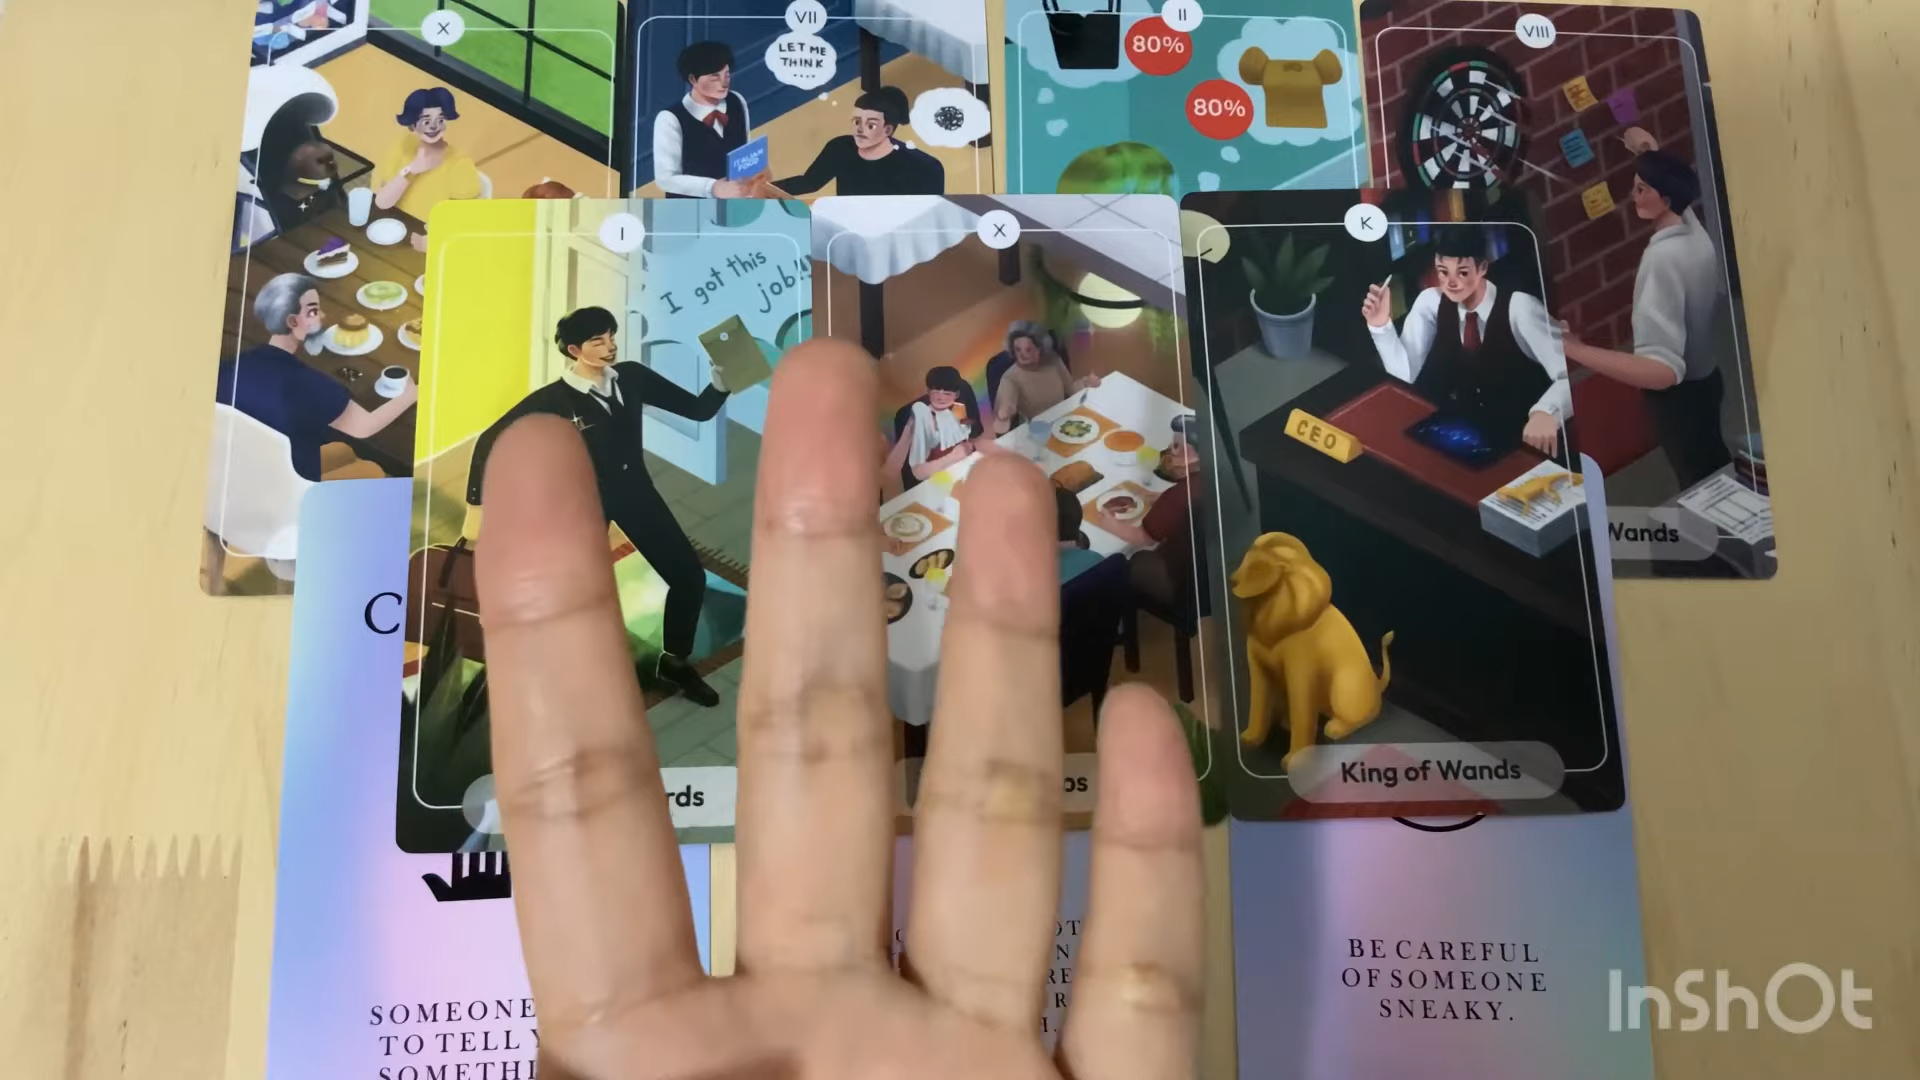 X
VII
LET ME
THINK
....
ITALIAN
FOOD
II
80%
80%
VIII
I
I got this
job!!
X
K
CEO
Wands
King of Wands
SOMEONE
TO TELL
BE CAREFUL
OF SOMEONE
SNEAKY.
InShOt